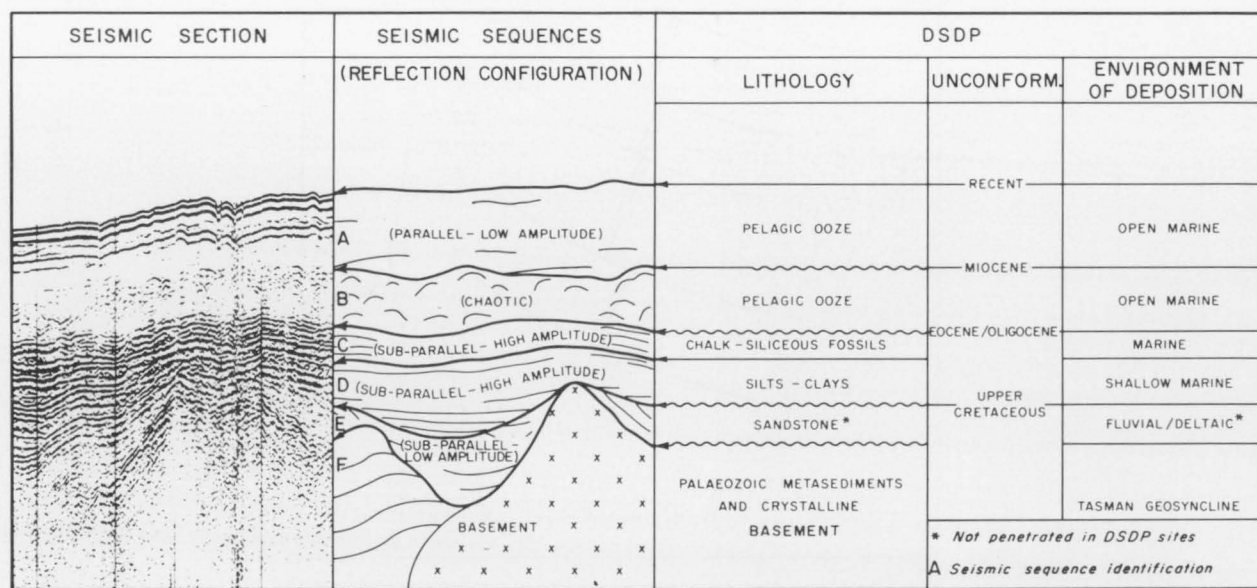 SEISMIC SECTION
SEISMIC SEQUENCES
(REFLECTION CONFIGURATION)
DSDP
LITHOLOGY
UNCONFORM.
ENVIRONMENT
OF DEPOSITION
RECENT
A
(PARALLEL-LOW AMPLITUDE)
PELAGIC OOZE
OPEN MARINE
MIOCENE
B
(CHAOTIC)
PELAGIC OOZE
OPEN MARINE
EOCENE/OLIGOCENE
C
(SUB-PARALLEL-HIGH AMPLITUDE)
CHALK-SILICEOUS FOSSILS
MARINE
D
(SUB-PARALLEL-HIGH AMPLITUDE)
SILTS - CLAYS
SHALLOW MARINE
UPPER
CRETACEOUS
E
(SUB-PARALLEL-
LOW AMPLITUDE)
SANDSTONE*
FLUVIAL/DELTAIC*
F
BASEMENT
PALAEOZOIC METASEDIMENTS
AND CRYSTALLINE
BASEMENT
TASMAN GEOSYNCLINE
* Not penetrated in DSDP sites
A Seismic sequence identification